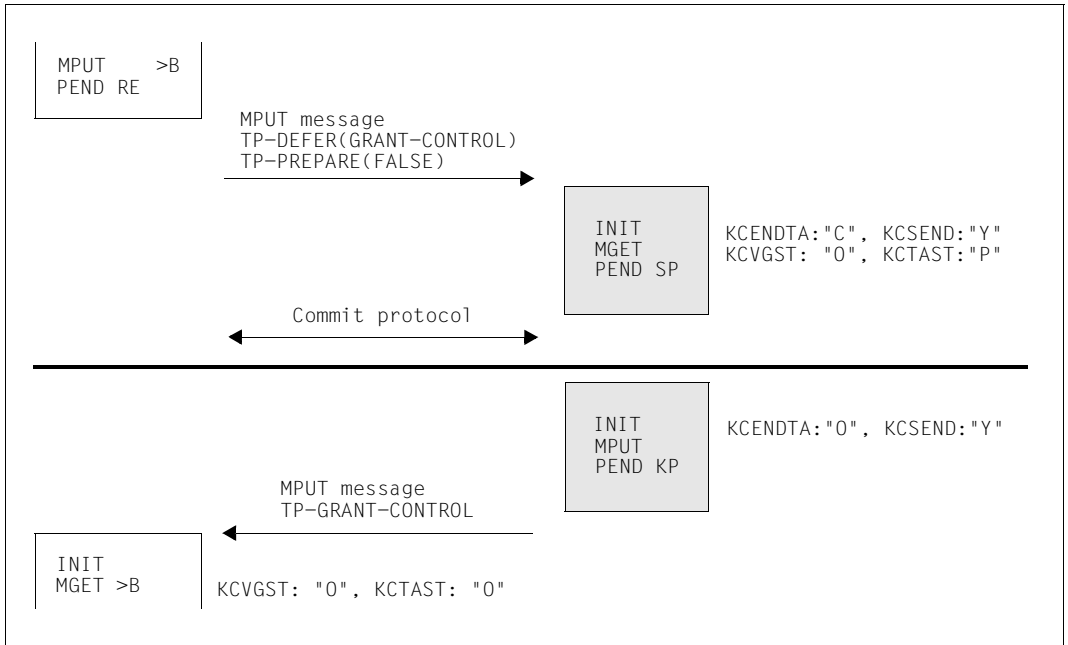 MPUT >B
PEND RE
MPUT message
TP-DEFER(GRANT-CONTROL)
TP-PREPARE(FALSE)
INIT
MGET
PEND SP
KCENDTA:"C", KCSEND:"Y"
KCVGST: "O", KCTAST:"P"
Commit protocol
INIT
MPUT
PEND KP
KCENDTA:"O", KCSEND:"Y"
MPUT message
TP-GRANT-CONTROL
INIT
MGET >B
KCVGST: "O", KCTAST: "O"